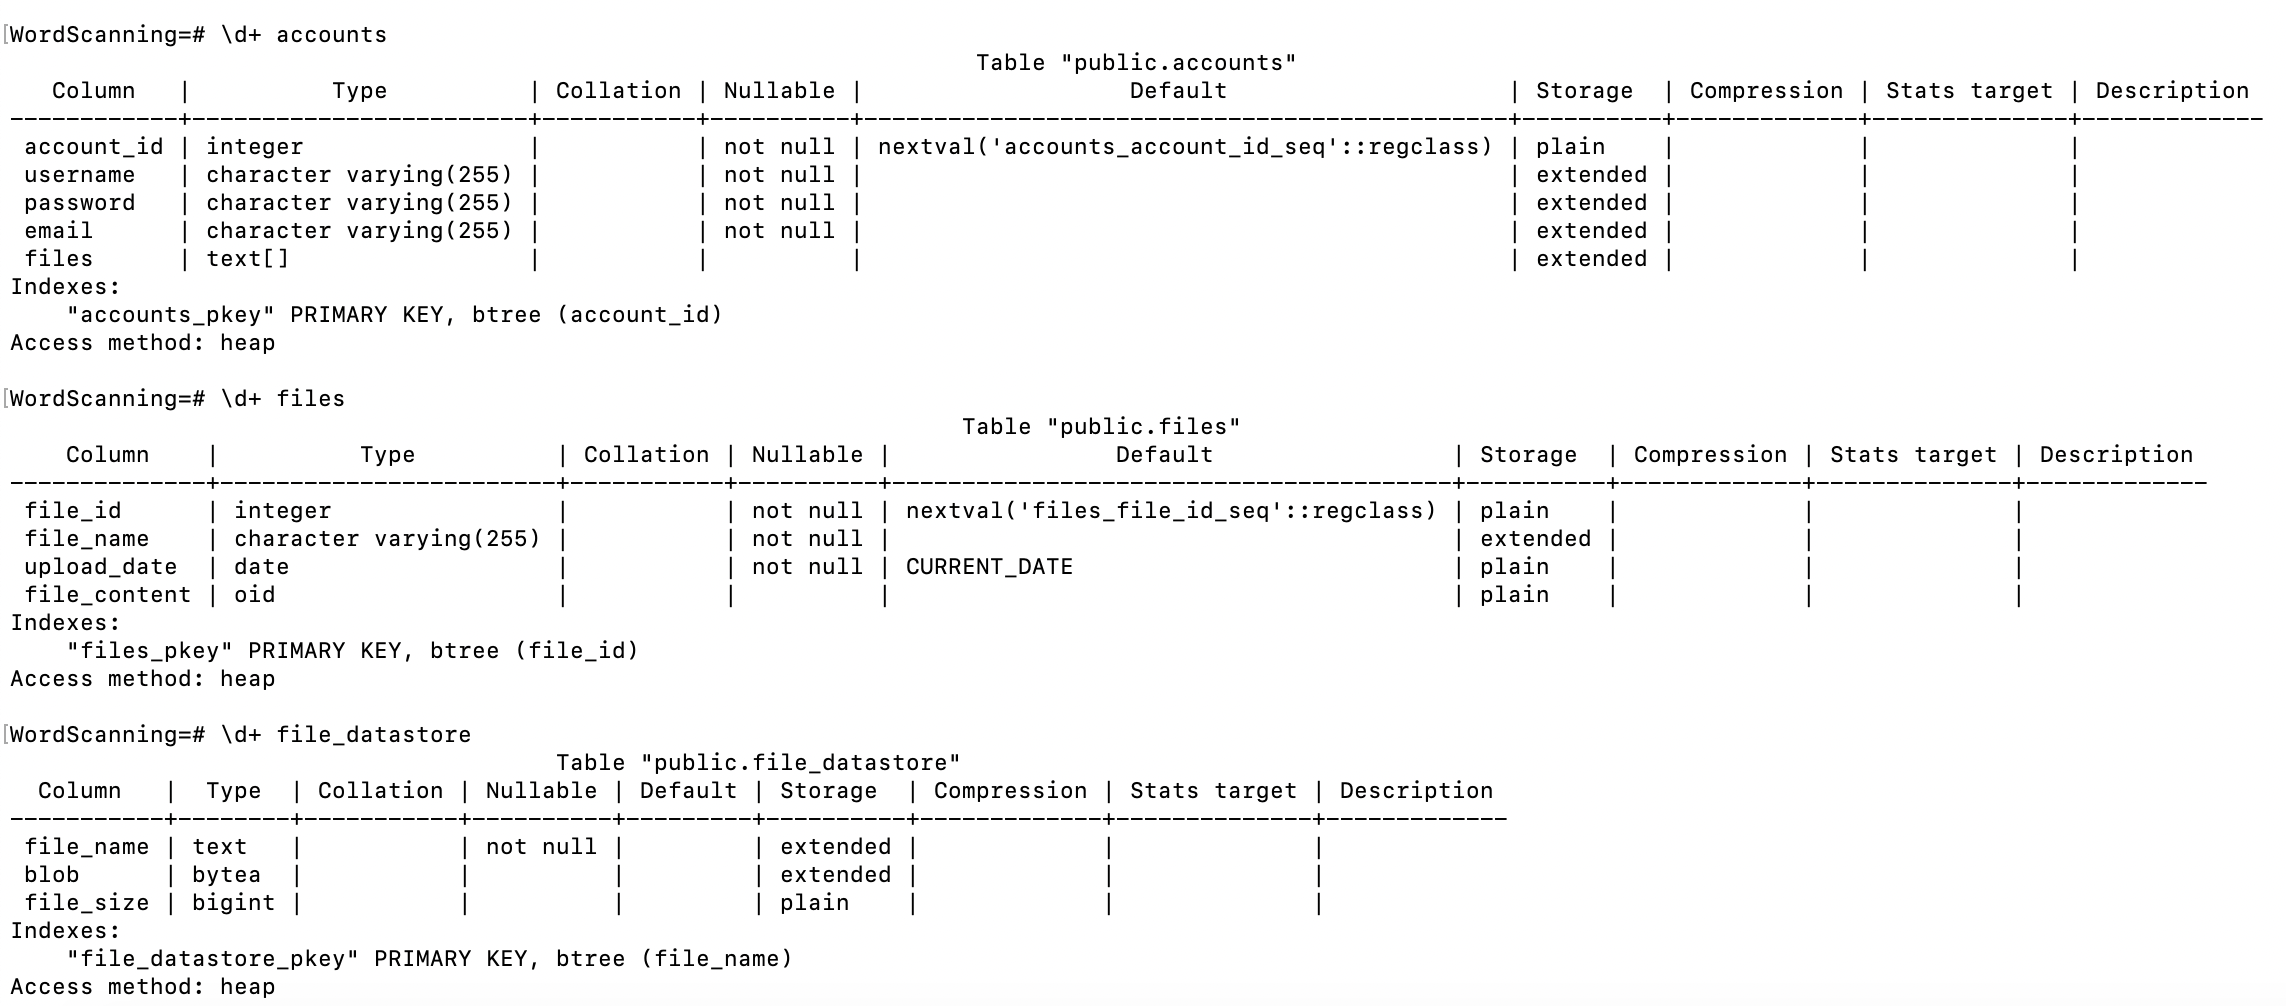 [WordScanning=# \d+ accounts
Table "public.accounts"
Column | Type | Collation | Nullable | Default | Storage | Compression | Stats target | Description
------------+------------------------+-----------+----------+----------------------------------------------+----------+-------------+--------------+-------------
account_id | integer | | not null | nextval('accounts_account_id_seq'::regclass) | plain | | |
username | character varying(255) | | not null | | extended | | |
password | character varying(255) | | not null | | extended | | |
email | character varying(255) | | not null | | extended | | |
files | text[] | | | | extended | | |
Indexes:
"accounts_pkey" PRIMARY KEY, btree (account_id)
Access method: heap
[WordScanning=# \d+ files
Table "public.files"
Column | Type | Collation | Nullable | Default | Storage | Compression | Stats target | Description
--------------+------------------------+-----------+----------+----------------------------------------+----------+-------------+--------------+-------------
file_id | integer | | not null | nextval('files_file_id_seq'::regclass) | plain | | |
file_name | character varying(255) | | not null | | extended | | |
upload_date | date | | not null | CURRENT_DATE | plain | | |
file_content | oid | | | | plain | | |
Indexes:
"files_pkey" PRIMARY KEY, btree (file_id)
Access method: heap
[WordScanning=# \d+ file_datastore
Table "public.file_datastore"
Column | Type | Collation | Nullable | Default | Storage | Compression | Stats target | Description
-----------+--------+-----------+----------+---------+----------+-------------+--------------+-------------
file_name | text | | not null | | extended | | |
blob | bytea | | | | extended | | |
file_size | bigint | | | | plain | | |
Indexes:
"file_datastore_pkey" PRIMARY KEY, btree (file_name)
Access method: heap